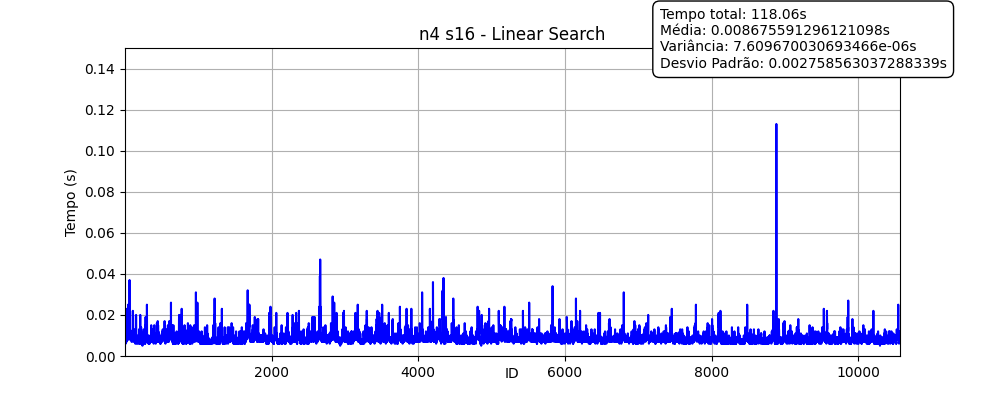 Tempo total: 118.06s
Média: 0.008675591296121098s
Variância: 7.609670030693466e-06s
Desvio Padrão: 0.002758563037288339s
n4 s16 - Linear Search
0.14
0.12
0.10
0.08
0.06
0.04
0.02
0.00
Tempo (s)
2000
4000
6000
8000
10000
ID